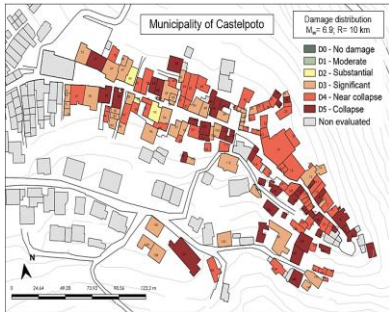 Municipality of Castelpoto
Damage distribution
Mw= 6.9; R= 10 km
D0 - No damage
D1 - Moderate
D2 - Substantial
D3 - Significant
D4 - Near collapse
D5 - Collapse
Non evaluated
N
0 24,64 49,28 73,92 98,56 123,2 m